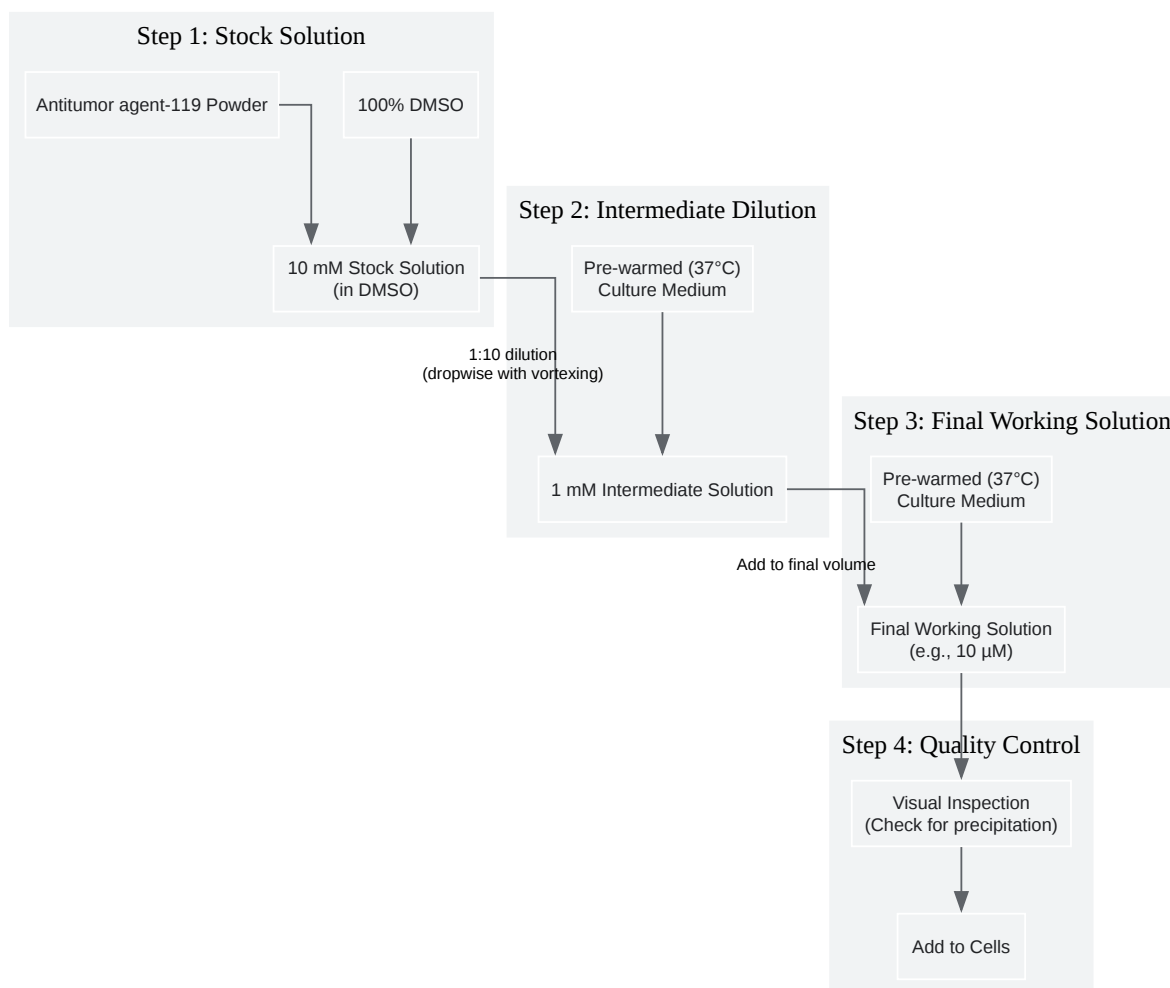 Step 1: Stock Solution
Antitumor agent-119 Powder
100% DMSO
10 mM Stock Solution
(in DMSO)
Step 2: Intermediate Dilution
Pre-warmed (37°C)
Culture Medium
1:10 dilution
(dropwise with vortexing)
1 mM Intermediate Solution
Step 3: Final Working Solution
Pre-warmed (37°C)
Culture Medium
Add to final volume
Final Working Solution
(e.g., 10 µM)
Step 4: Quality Control
Visual Inspection
(Check for precipitation)
Add to Cells